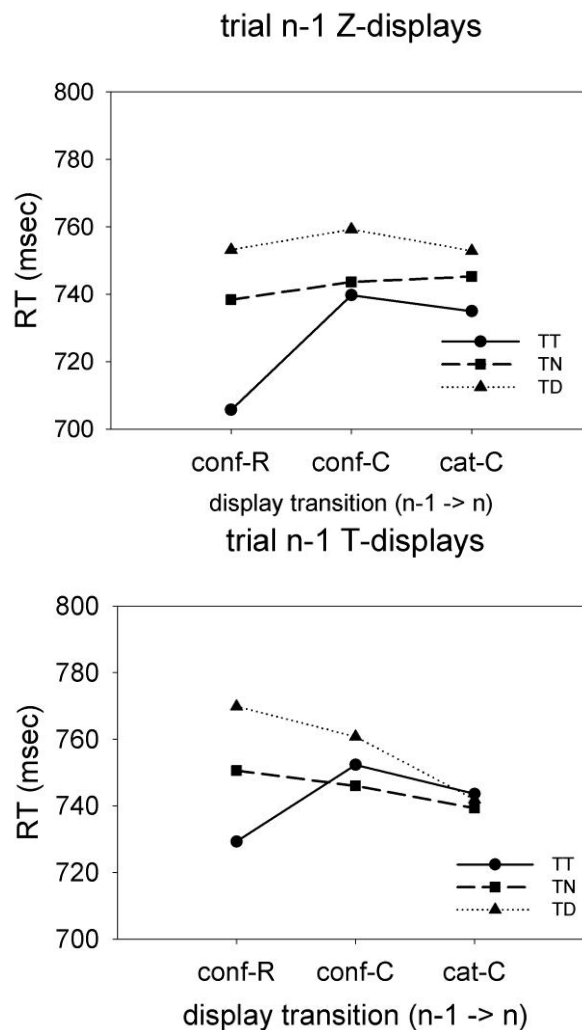 trial n-1 Z-displays
800
780
760
740
720
700
RT (msec)
TT
TN
TD
conf-R conf-C cat-C
display transition (n-1 -> n)
trial n-1 T-displays
800
780
760
740
720
700
RT (msec)
TT
TN
TD
conf-R conf-C cat-C
display transition (n-1 -> n)